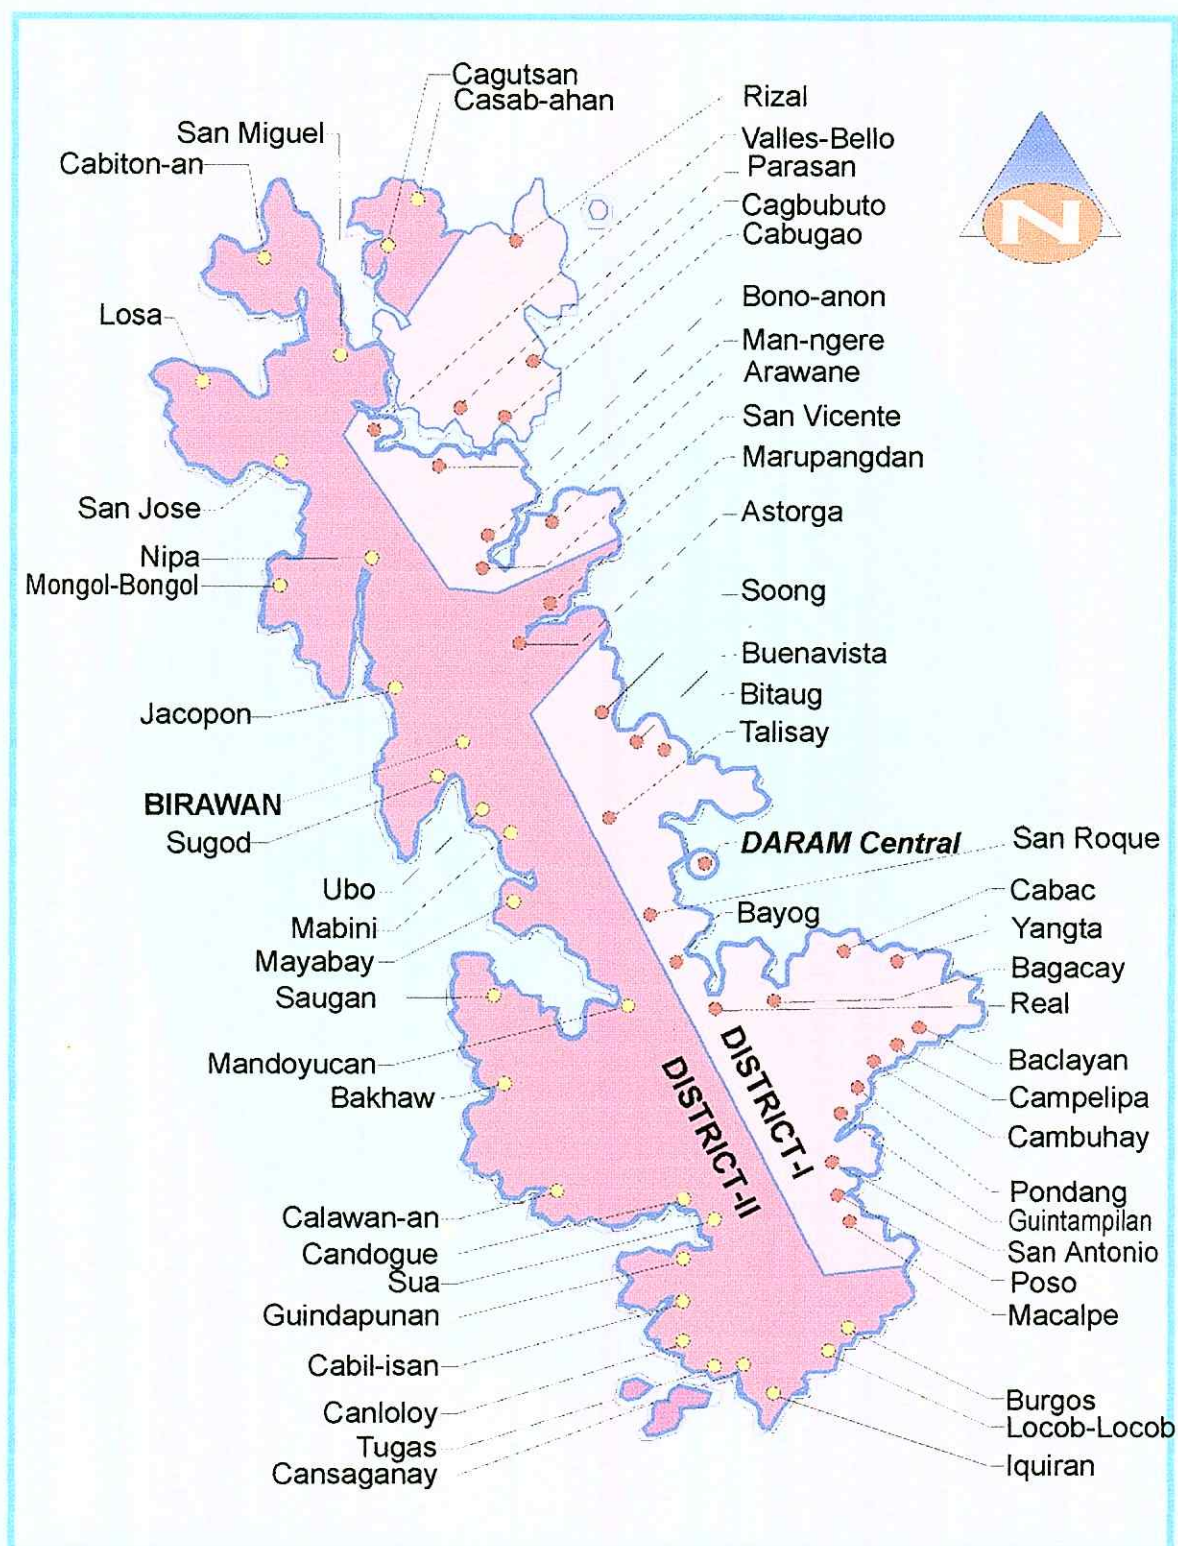 Cagutsan
Casab-ahan
San Miguel
Cabiton-an
Losa
San Jose
Nipa
Mongol-Bongol
Jacopon
BIRAWAN
Sugod
Ubo
Mabini
Mayabay
Saugan
Mandoyucan
Bakhaw
Calawan-an
Candogue
Sua
Guindapunan
Cabil-isan
Canloloy
Tugas
Cansaganay
Rizal
Valles-Bello
Parasan
Cagbubuto
Cabugao
Bono-anon
Man-ngere
Arawane
San Vicente
Marupangdan
Astorga
Soong
Buenavista
Bitaug
Talisay
DARAM Central
Bayog
San Roque
Cabac
Yangta
Bagacay
Real
Baclayan
Campelipa
Cambuhay
Pondang
Guintampilan
San Antonio
Poso
Macalpe
Burgos
Locob-Locob
Iquiran
DISTRICT-I
DISTRICT-II
N